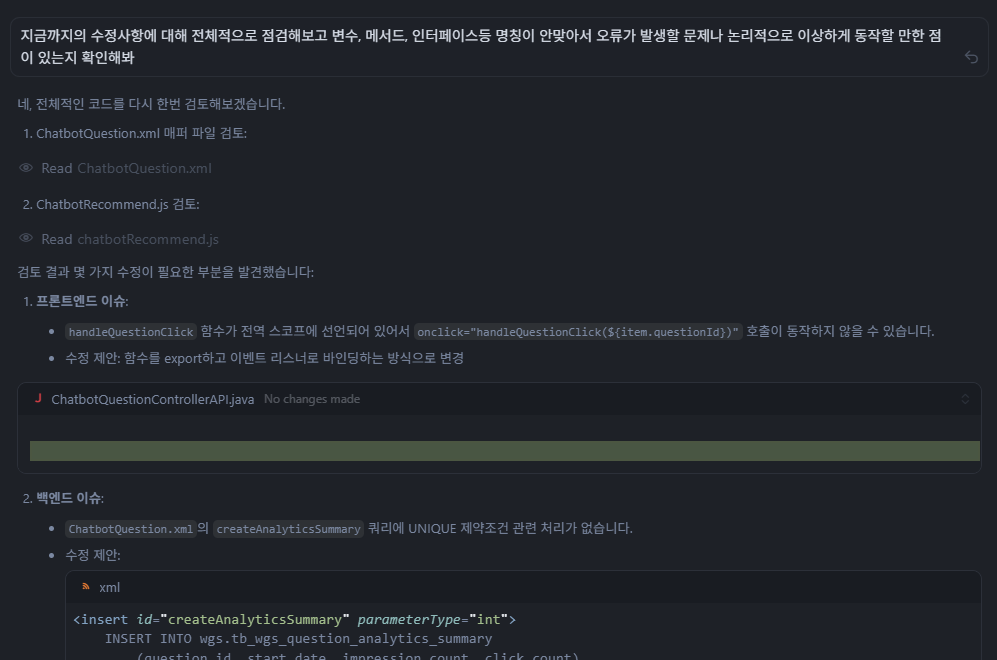 지금까지의 수정사항에 대해 전체적으로 점검해보고 변수, 메서드, 인터페이스등 명칭이 안맞아서 오류가 발생할 문제나 논리적으로 이상하게 동작할 만한 점
이 있는지 확인해봐
네, 전체적인 코드를 다시 한번 검토해보겠습니다.
1. ChatbotQuestion.xml 매퍼 파일 검토:
Read ChatbotQuestion.xml
2. ChatbotRecommend.js 검토:
Read chatbotRecommend.js
검토 결과 몇 가지 수정이 필요한 부분을 발견했습니다:
1. 프론트엔드 이슈:
• handleQuestionClick 함수가 전역 스코프에 선언되어 있어서 onclick="handleQuestionClick(${item.questionId})" 호출이 동작하지 않을 수 있습니다.
• 수정 제안: 함수를 export하고 이벤트 리스너로 바인딩하는 방식으로 변경
J ChatbotQuestionControllerAPI.java No changes made
2. 백엔드 이슈:
• ChatbotQuestion.xml의 createAnalyticsSummary 쿼리에 UNIQUE 제약조건 관련 처리가 없습니다.
• 수정 제안:
xml
<insert id="createAnalyticsSummary" parameterType="int">
INSERT INTO wgs.tb_wgs_question_analytics_summary
(question_id, start_date, impression_count, click_count)